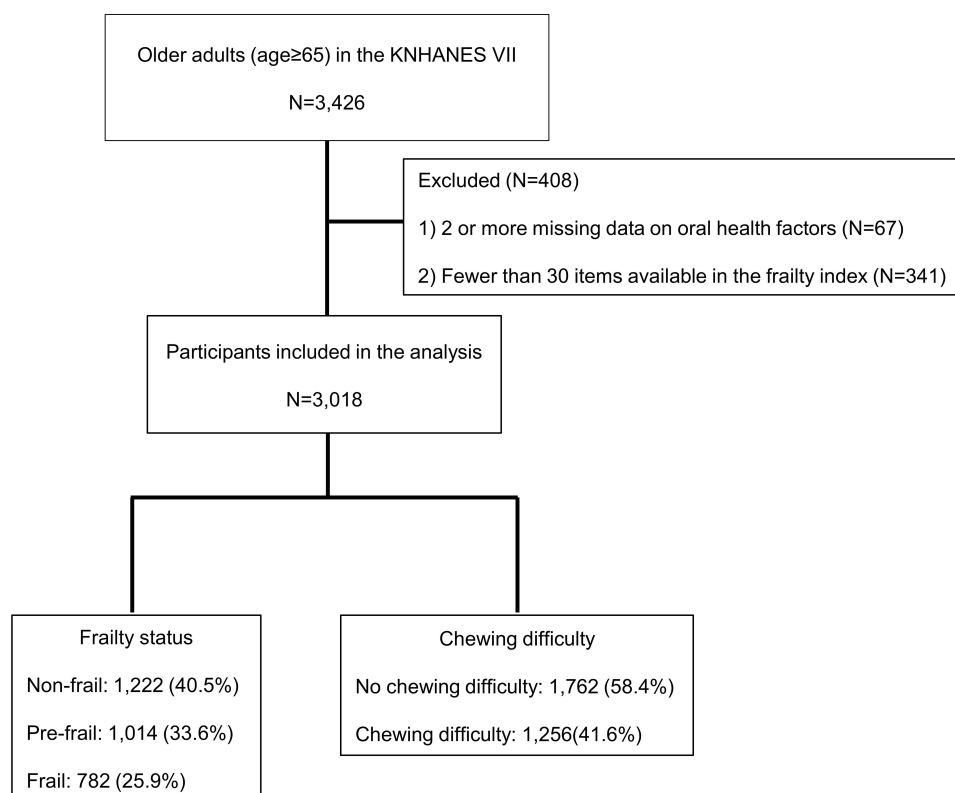 Older adults (age≥65) in the KNHANES VII
N=3,426
Excluded (N=408)
1) 2 or more missing data on oral health factors (N=67)
2) Fewer than 30 items available in the frailty index (N=341)
Participants included in the analysis
N=3,018
Frailty status
Non-frail: 1,222 (40.5%)
Pre-frail: 1,014 (33.6%)
Frail: 782 (25.9%)
Chewing difficulty
No chewing difficulty: 1,762 (58.4%)
Chewing difficulty: 1,256(41.6%)